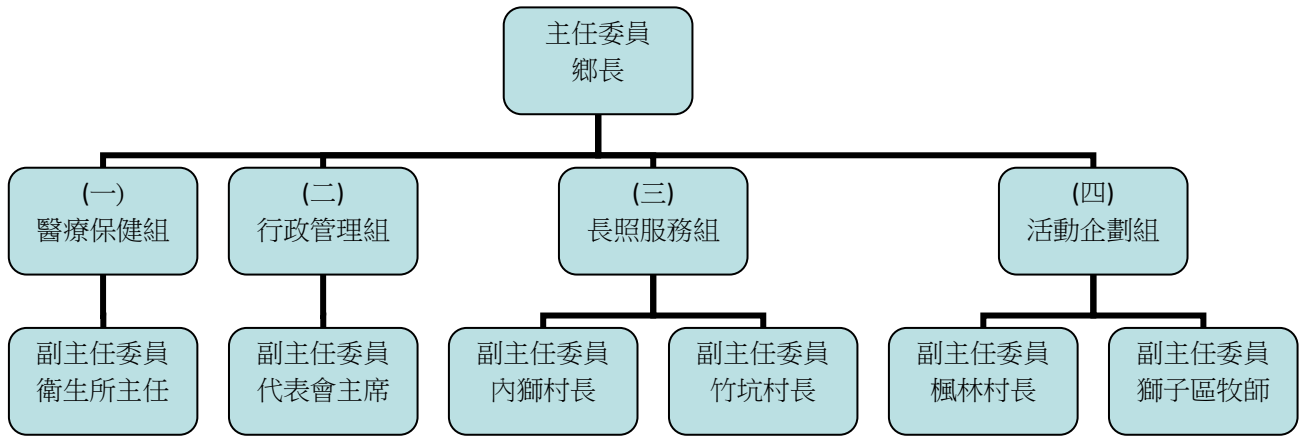 主任委員
鄉長
(一)
醫療保健組
(二)
行政管理組
(三)
長照服務組
(四)
活動企劃組
副主任委員
衛生所主任
副主任委員
代表會主席
副主任委員
內獅村長
副主任委員
竹坑村長
副主任委員
楓林村長
副主任委員
獅子區牧師